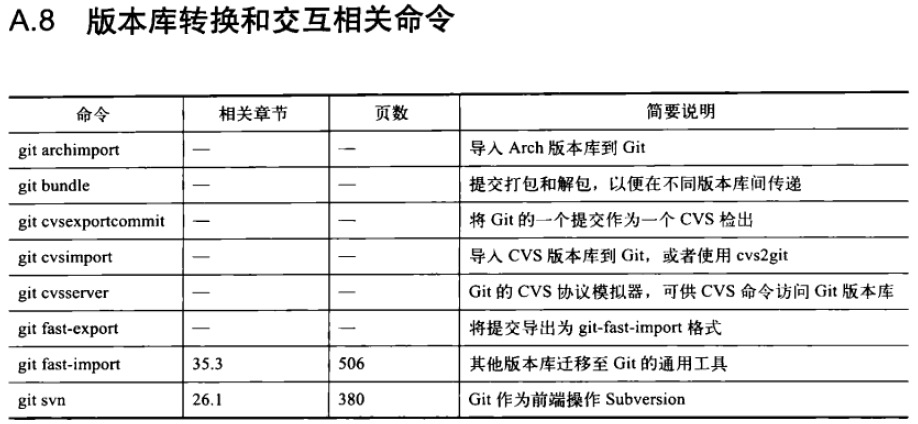 A.8 版本库转换和交互相关命令
命令 相关章节 页数 简要说明
git archimport — — 导入 Arch 版本库到 Git
git bundle — — 提交打包和解包，以便在不同版本库间传递
git cvsexportcommit — — 将 Git 的一个提交作为一个 CVS 检出
git cvsimport — — 导入 CVS 版本库到 Git，或者使用 cvs2git
git cvsserver — — Git 的 CVS 协议模拟器，可供 CVS 命令访问 Git 版本库
git fast-export — — 将提交导出为 git-fast-import 格式
git fast-import 35.3 506 其他版本库迁移至 Git 的通用工具
git svn 26.1 380 Git 作为前端操作 Subversion